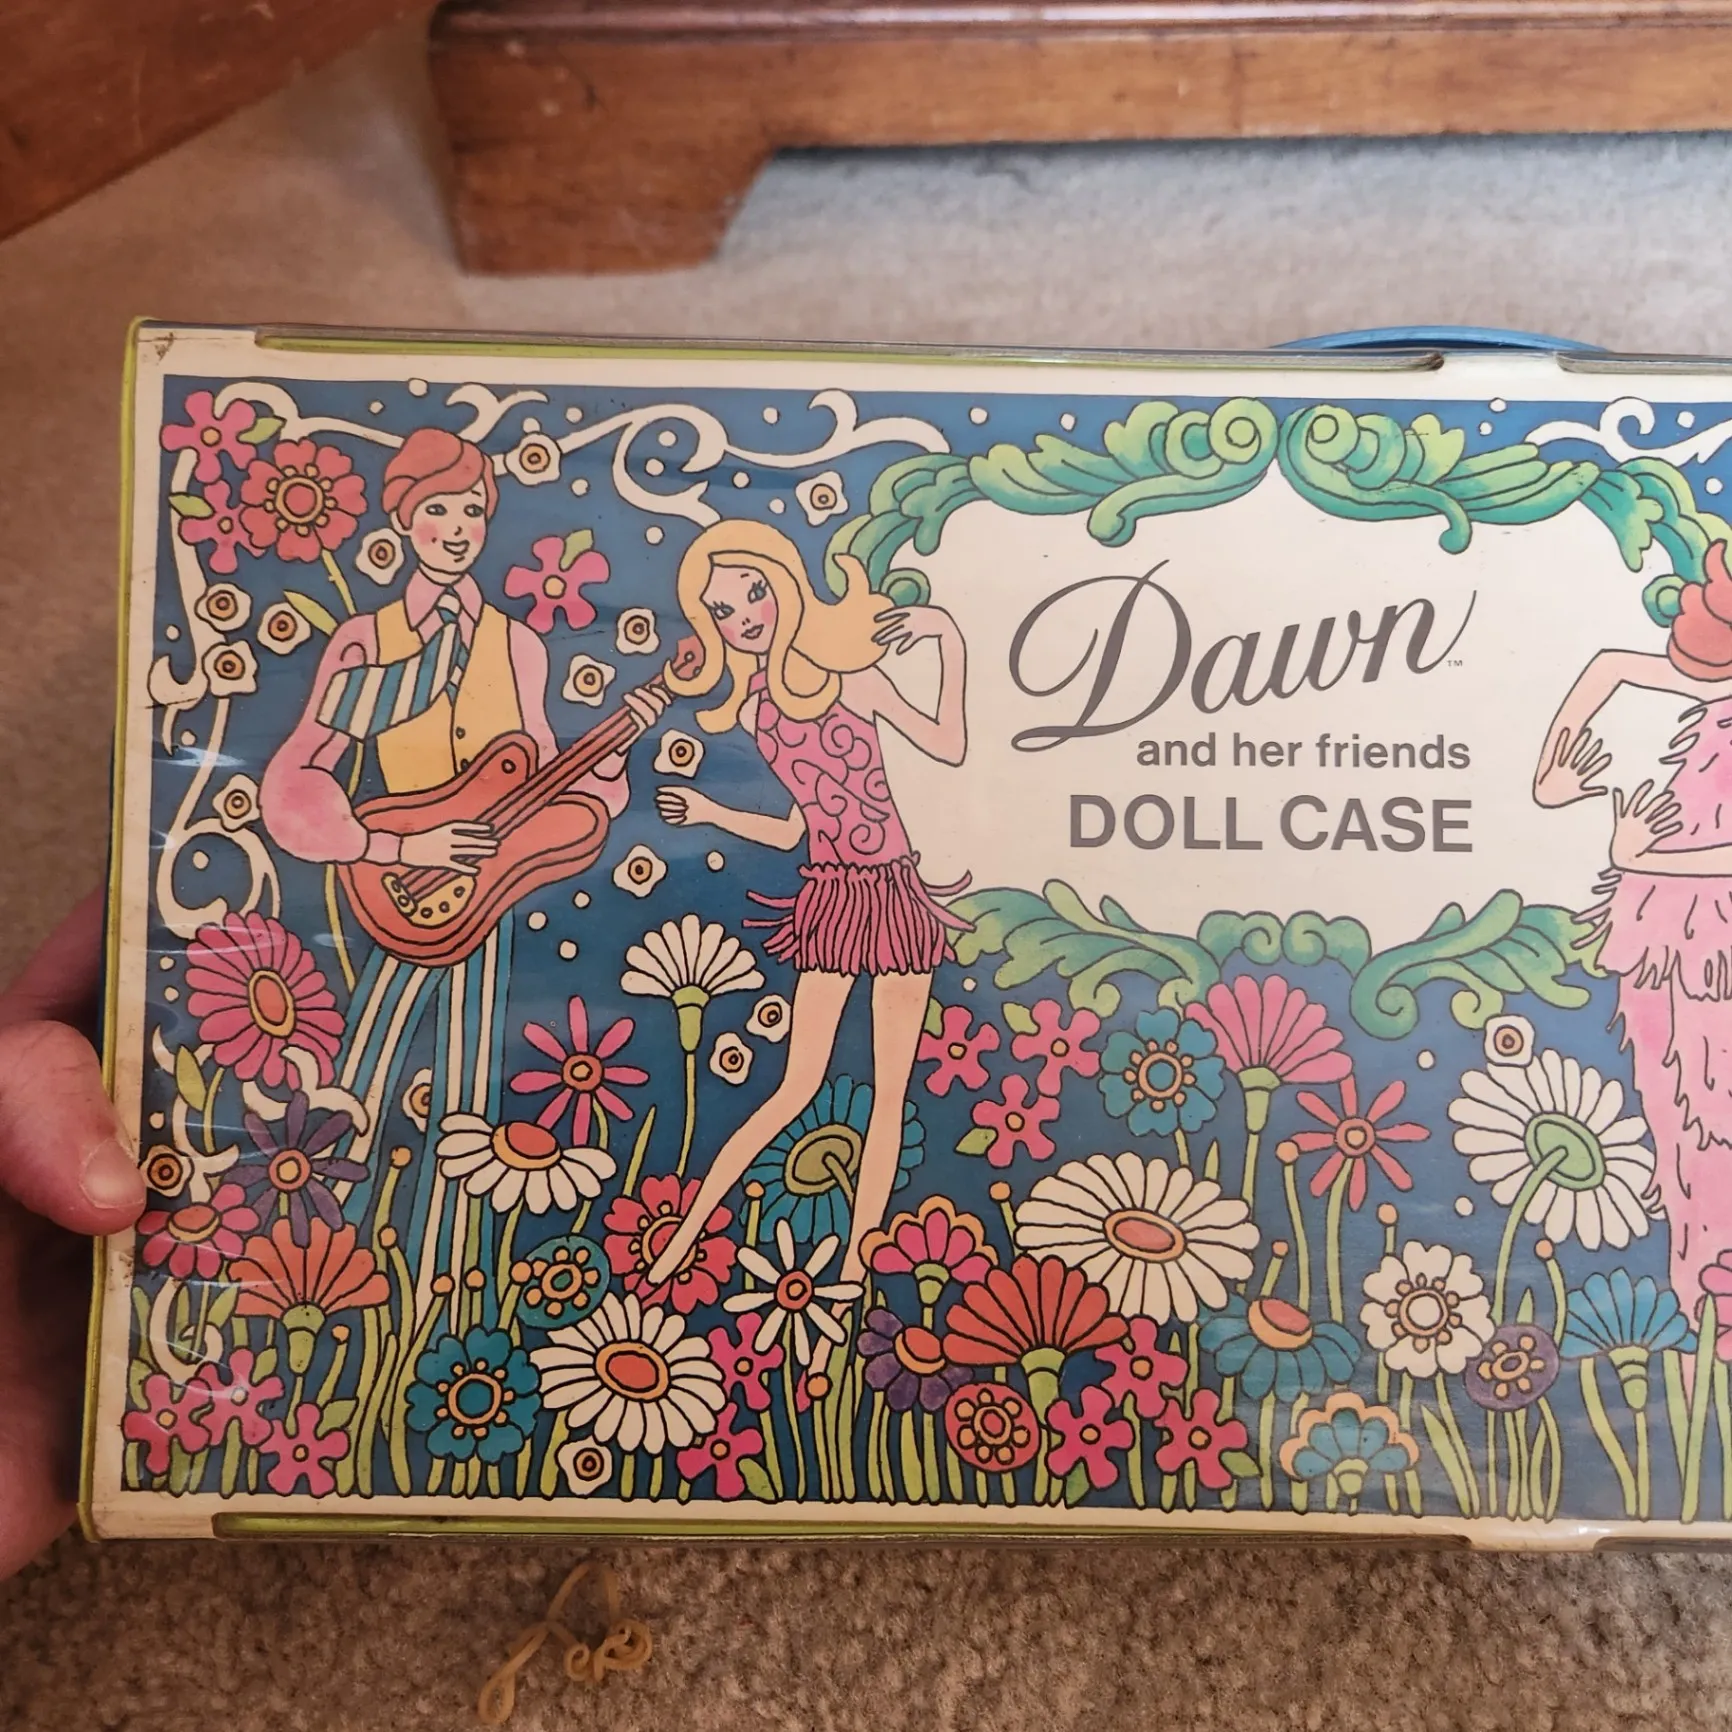 Dawn™
and her friends
DOLL CASE